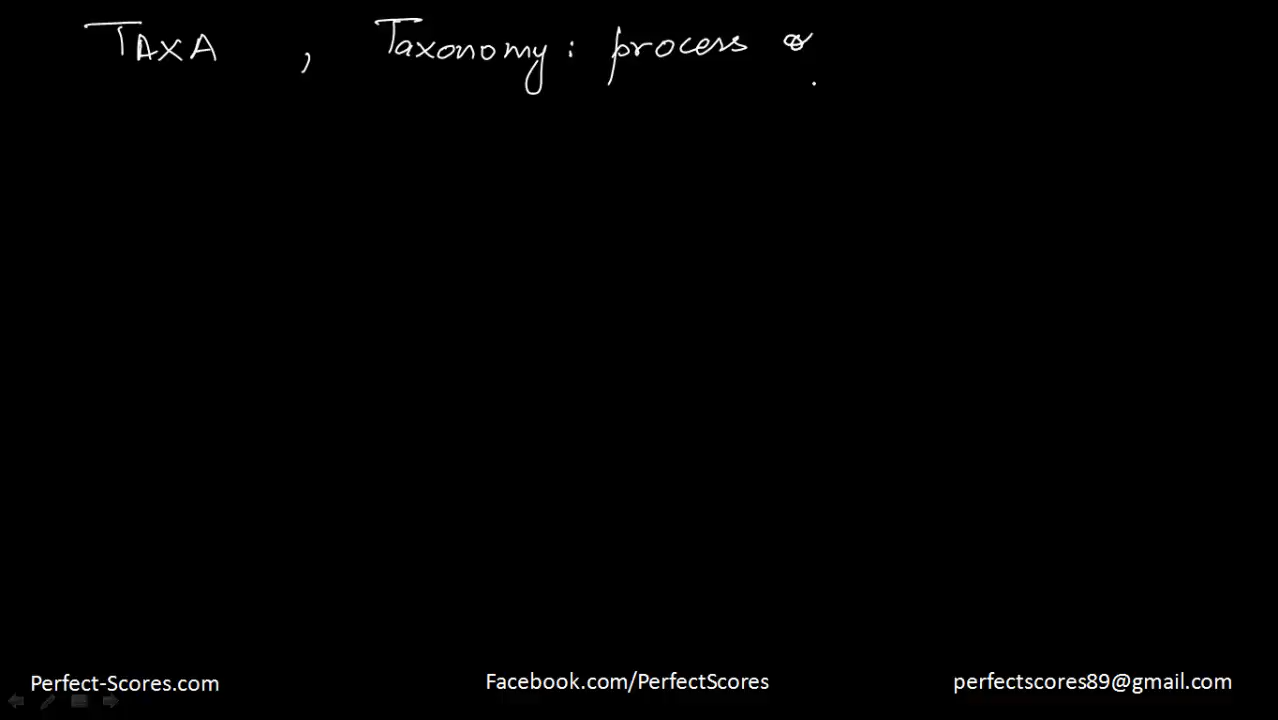 TAXA , Taxonomy : process
Perfect-Scores.com Facebook.com/PerfectScores perfectscores89@gmail.com